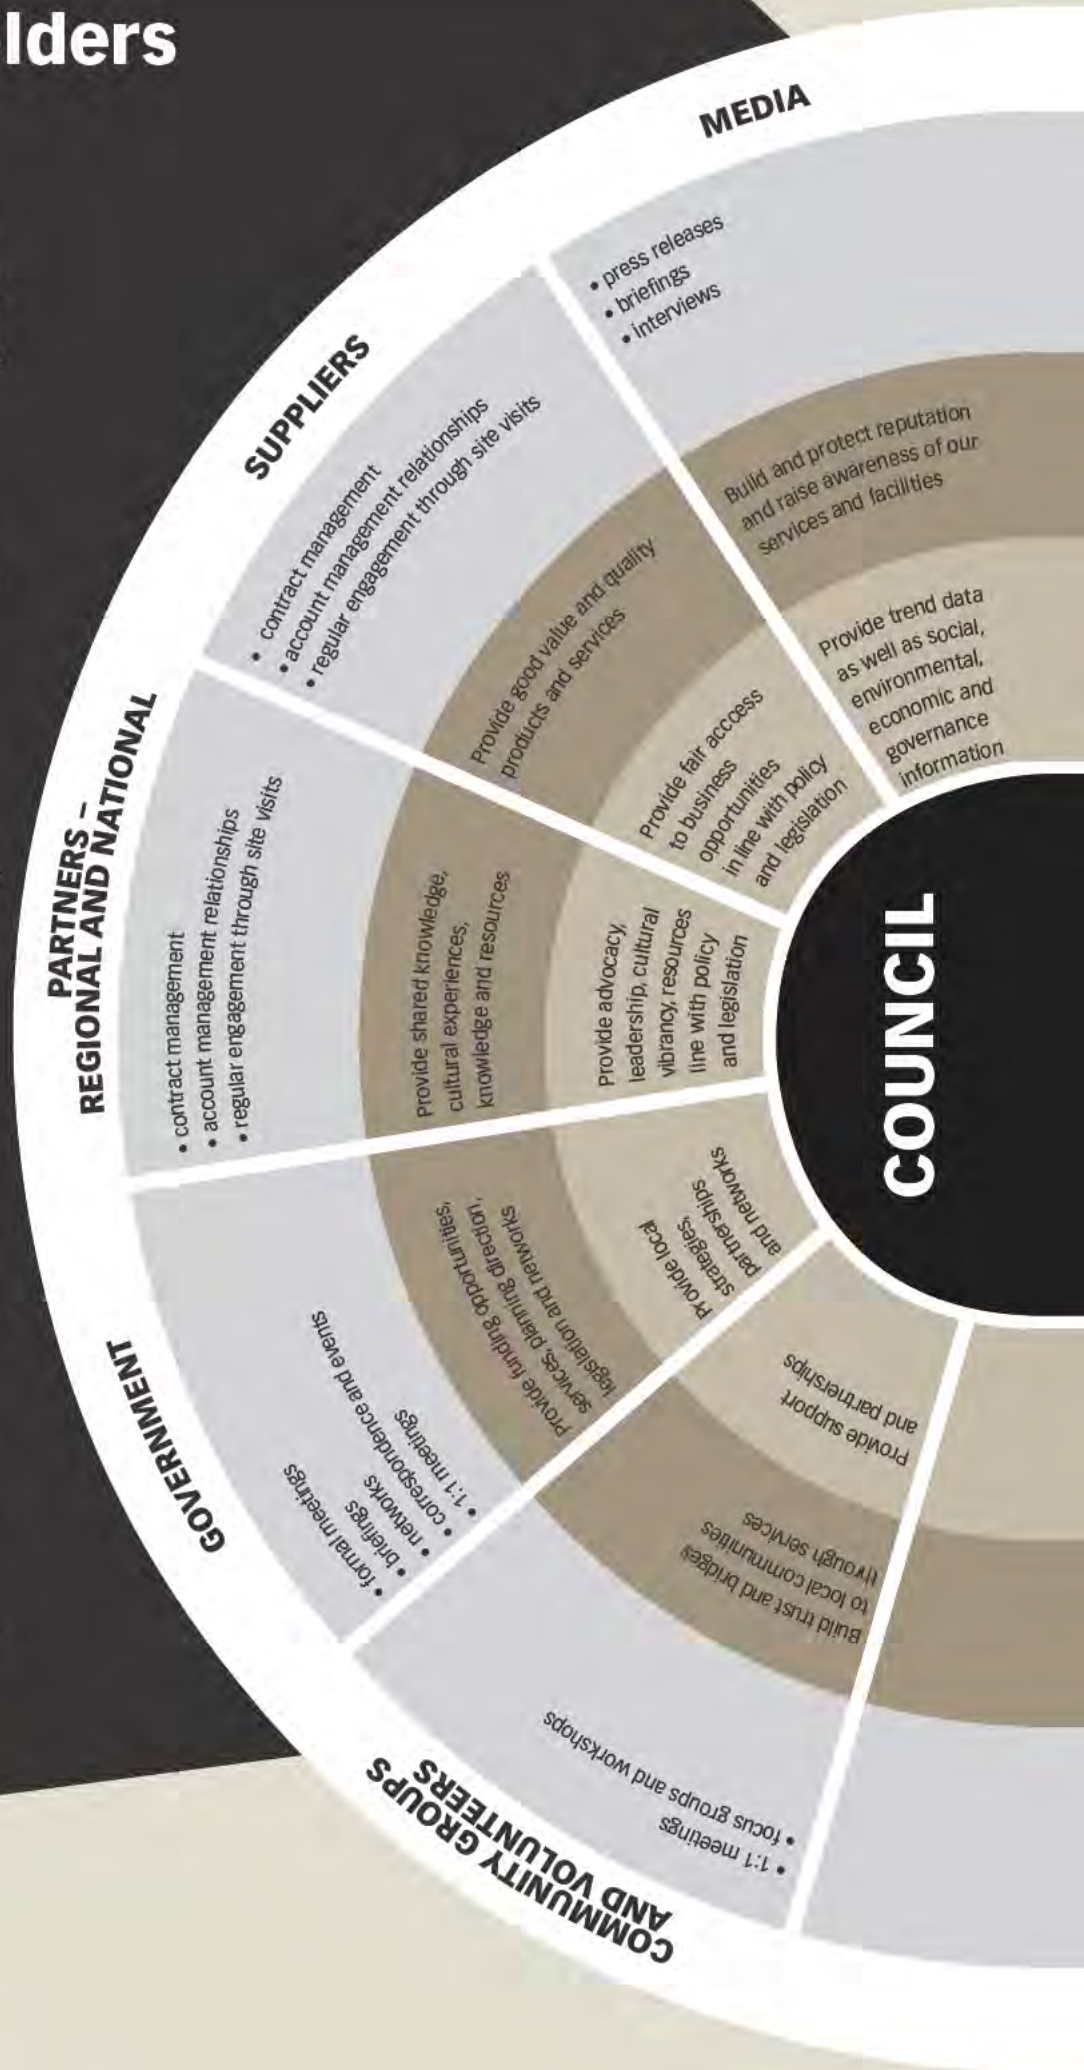 lders
MEDIA
• press releases
• briefings
• interviews
Build and protect reputation
and raise awareness of our
services and facilities
Provide trend data
as well as social,
environmental,
economic and
governance
information
SUPPLIERS
• contract management
• account management relationships
• regular engagement through site visits
Provide good value and quality
products and services
Provide fair acccess
to business
opportunities
in line with policy
and legislation
PARTNERS –
REGIONAL AND NATIONAL
• contract management
• account management relationships
• regular engagement through site visits
Provide shared knowledge,
cultural experiences,
knowledge and resources
Provide advocacy,
leadership, cultural
vibrancy, resources
line with policy
and legislation
GOVERNMENT
• formal meetings
• briefings
• networks
• correspondence and events
• 1:1 meetings
Provide funding opportunities,
services, planning direction,
legislation and networks
Provide local
strategies,
partnerships
and networks
COMMUNITY GROUPS
AND VOLUNTEERS
• 1:1 meetings
• focus groups and workshops
Build trust and bridges
to local communities
through services
Provide support
and partnerships
COUNCIL